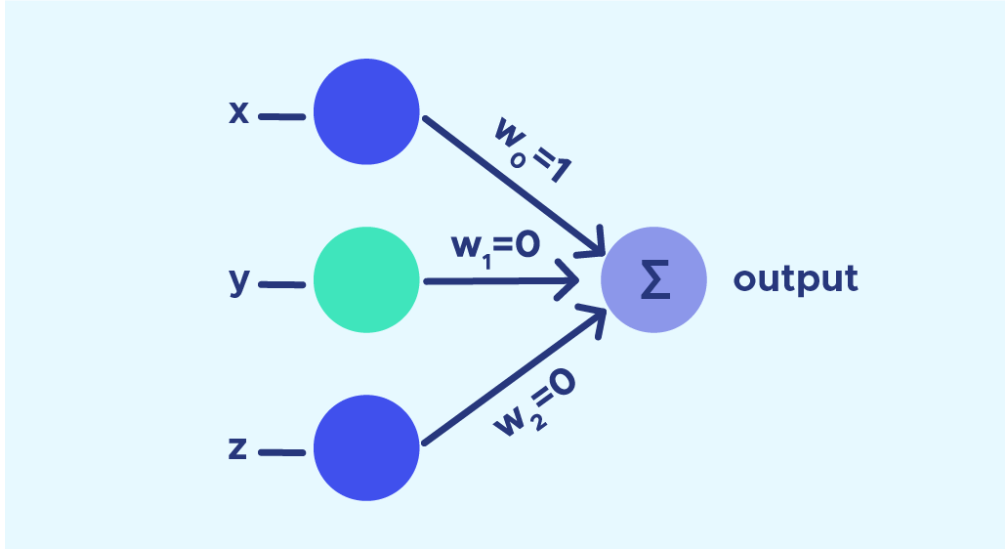 x
w₀=1
w₁=0
y
Σ
output
w₂=0
z